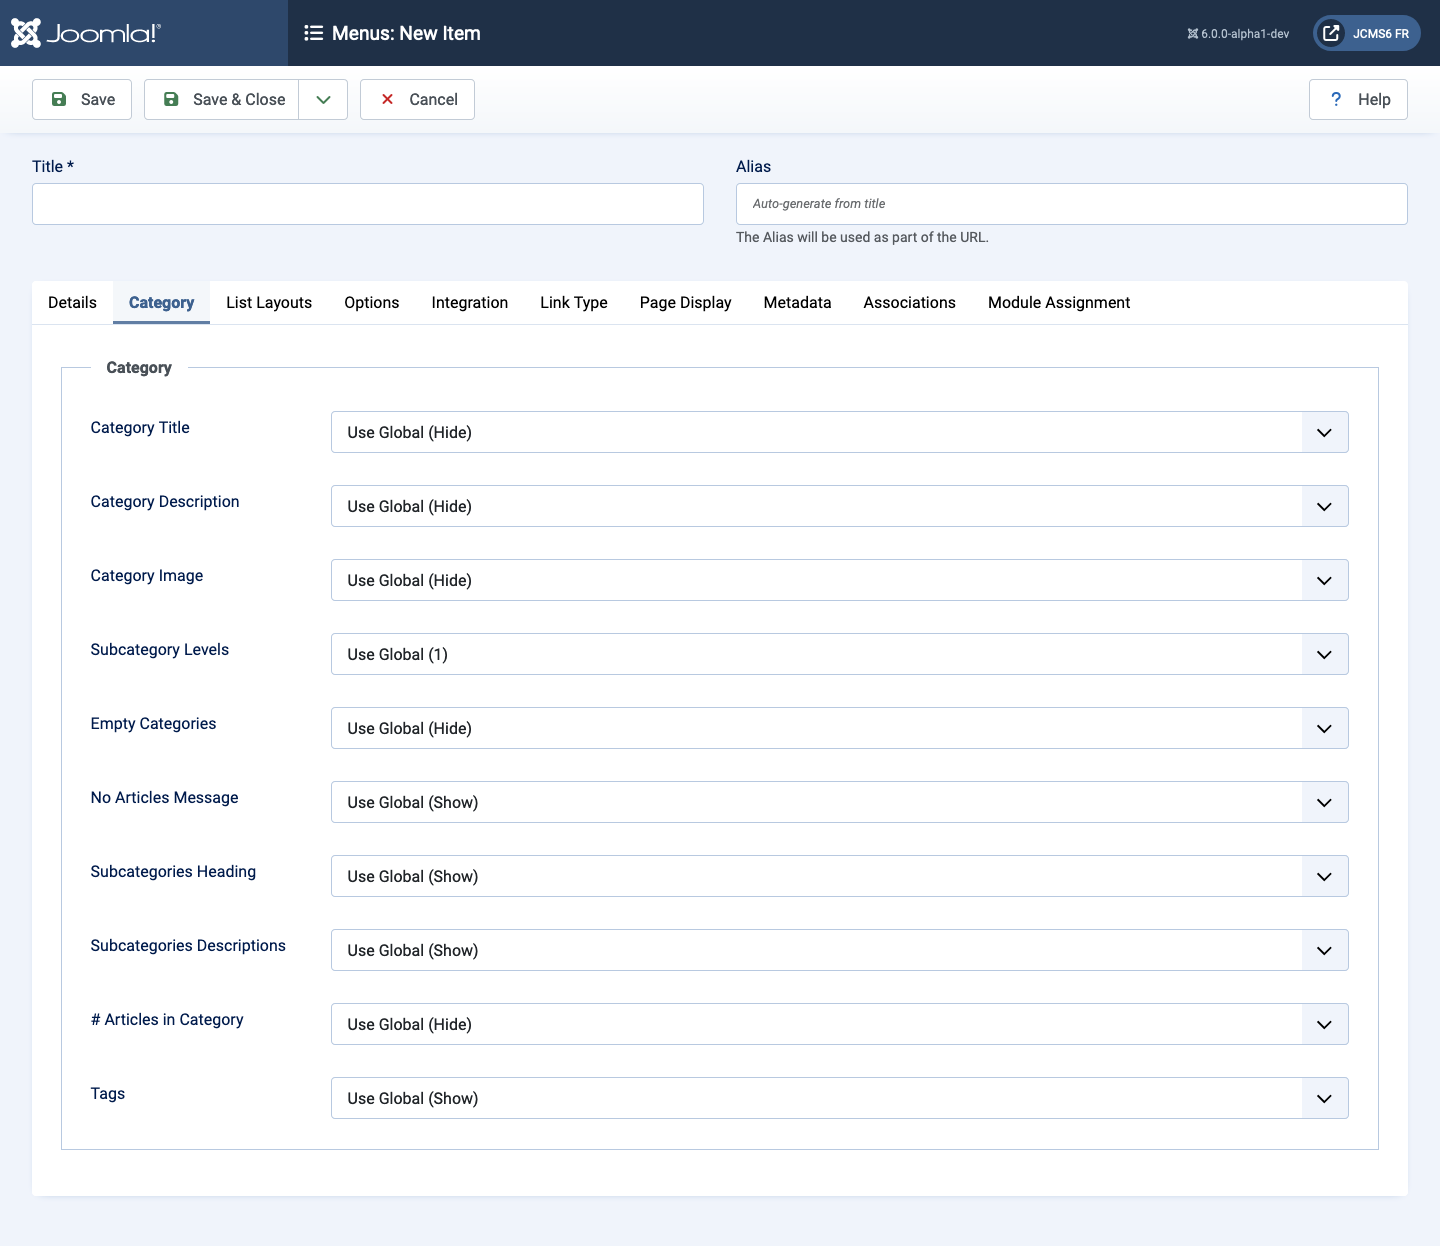 Joomla!®
Menus: New Item
6.0.0-alpha1-dev
JCMS6 FR
Save
Save & Close
Cancel
? Help
Title *
Alias
Auto-generate from title
The Alias will be used as part of the URL.
Details Category List Layouts Options Integration Link Type Page Display Metadata Associations Module Assignment
Category
Category Title
Use Global (Hide)
Category Description
Use Global (Hide)
Category Image
Use Global (Hide)
Subcategory Levels
Use Global (1)
Empty Categories
Use Global (Hide)
No Articles Message
Use Global (Show)
Subcategories Heading
Use Global (Show)
Subcategories Descriptions
Use Global (Show)
# Articles in Category
Use Global (Hide)
Tags
Use Global (Show)